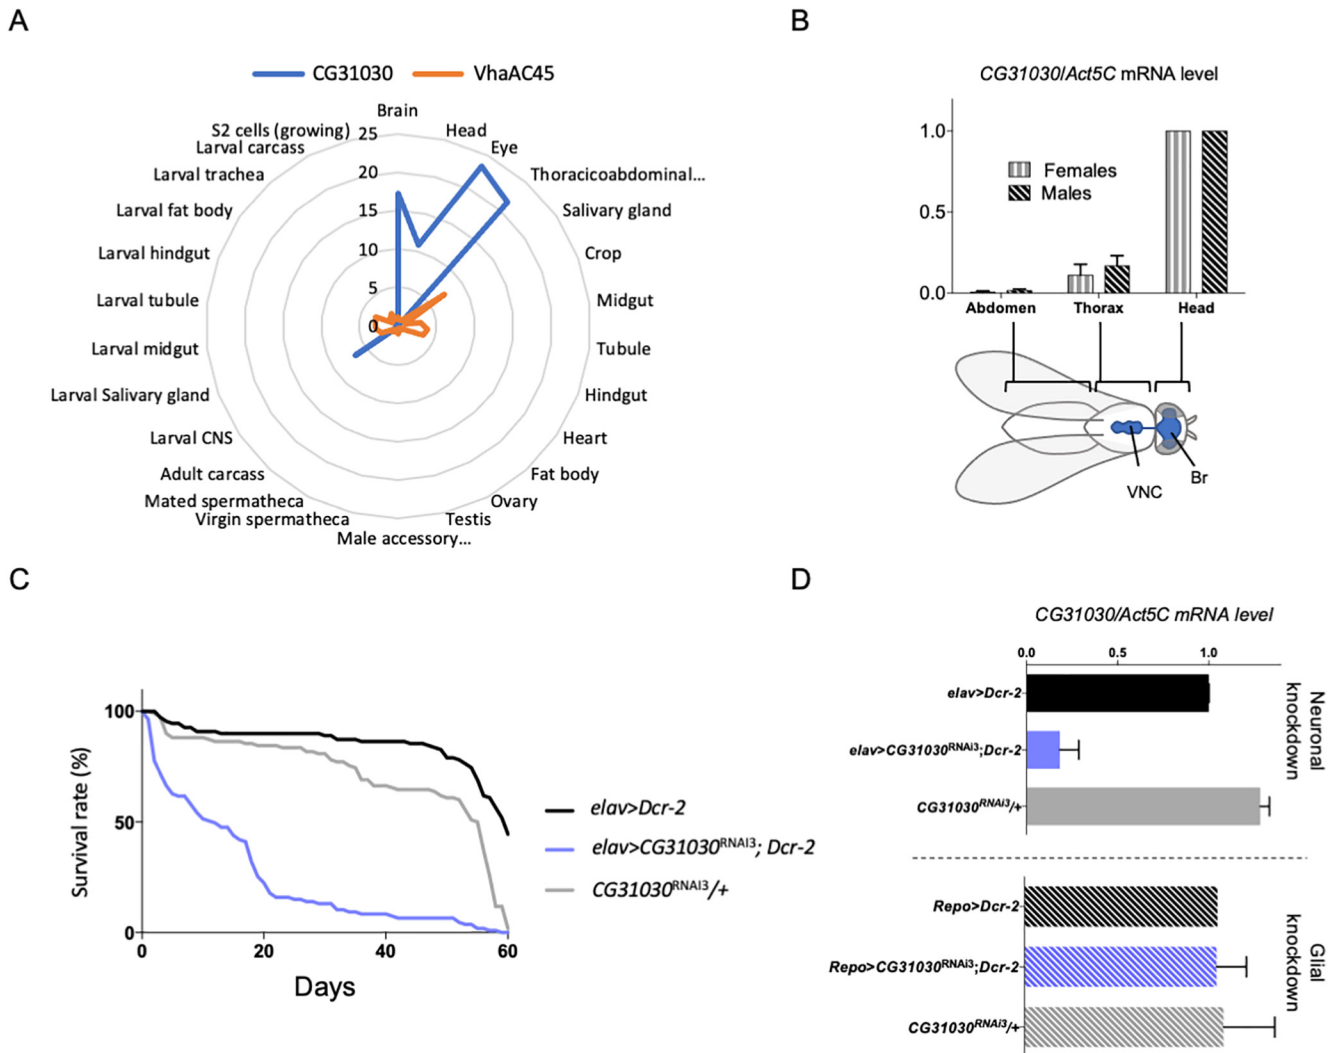 A
CG31030
VhaAC45
Brain
Head
Eye
Thoracicoabdominal...
Salivary gland
Crop
Midgut
Tubule
Hindgut
Heart
Fat body
Ovary
Testis
Male accessory...
Virgin spermatheca
Mated spermatheca
Adult carcass
Larval CNS
Larval Salivary gland
Larval midgut
Larval tubule
Larval hindgut
Larval fat body
Larval trachea
Larval carcass
S2 cells (growing)
25
20
15
10
5
0
B
CG31030/Act5C mRNA level
1.0
0.5
0.0
Females
Males
Abdomen
Thorax
Head
VNC
Br
C
Survival rate (%)
100
50
0
0
20
40
60
Days
elav>Dcr-2
elav>CG31030RNAI3; Dcr-2
CG31030RNAI3/+
D
CG31030/Act5C mRNA level
0.0
0.5
1.0
elav>Dcr-2
elav>CG31030RNAi3;Dcr-2
CG31030RNAi3/+
Neuronal
knockdown
Repo>Dcr-2
Repo>CG31030RNAi3;Dcr-2
CG31030RNAi3/+
Glial
knockdown